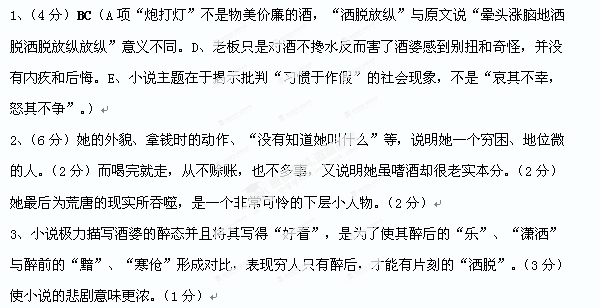 1、（4分）BC（A项“炮打灯”不是物美价廉的酒，“洒脱放纵”与原文说“晕头涨脑地洒
脱洒脱放纵放纵”意义不同。D、老板只是对酒不搀水反而害了酒婆感到别扭和奇怪，并没
有内疚和后悔。E、小说主题在于揭示批判“习惯于作假”的社会现象，不是“哀其不幸，
怒其不争”。）
2、（6分）她的外貌、拿钱时的动作、“没有知道她叫什么”等，说明她一个穷困、地位微
的人。（2分）而喝完就走，从不赊账，也不多事，又说明她虽嗜酒却很老实本分。（2分）
她最后为荒唐的现实所吞噬，是一个非常可怜的下层小人物。（2分）
3、小说极力描写酒婆的醉态并且将其写得“好看”，是为了使其醉后的“乐”、“潇洒”
与醉前的“黯”、“寒伧”形成对比，表现穷人只有醉后，才能有片刻的“洒脱”。（3分）
使小说的悲剧意味更浓。（1分）